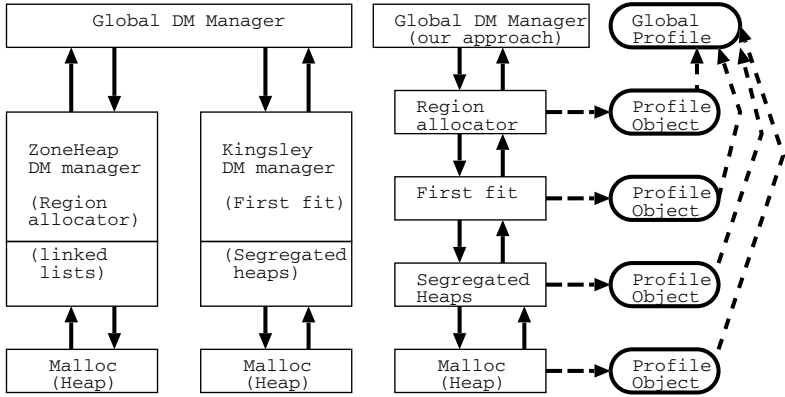 Global DM Manager
ZoneHeap
DM manager
(Region
allocator)
(linked
lists)
Malloc
(Heap)
Kingsley
DM manager
(First fit)
(Segregated
heaps)
Malloc
(Heap)
Global DM Manager
(our approach)
Region
allocator
First fit
Segregated
Heaps
Malloc
(Heap)
Global
Profile
Profile
Object
Profile
Object
Profile
Object
Profile
Object